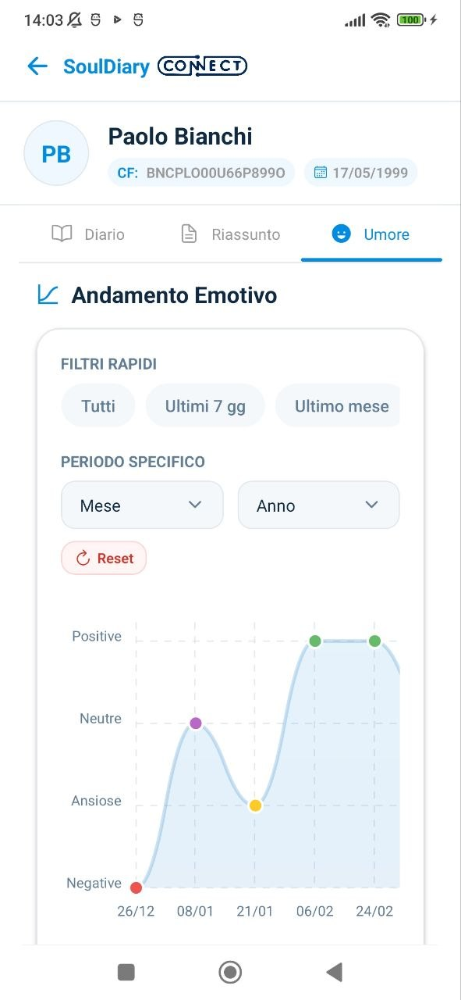 14:03
100
SoulDiary CONNECT
PB
Paolo Bianchi
CF: BNCPLO00U66P899O
17/05/1999
Diario
Riassunto
Umore
Andamento Emotivo
FILTRI RAPIDI
Tutti
Ultimi 7 gg
Ultimo mese
PERIODO SPECIFICO
Mese
Anno
Reset
Positive
Neutre
Ansiose
Negative
26/12 08/01 21/01 06/02 24/02